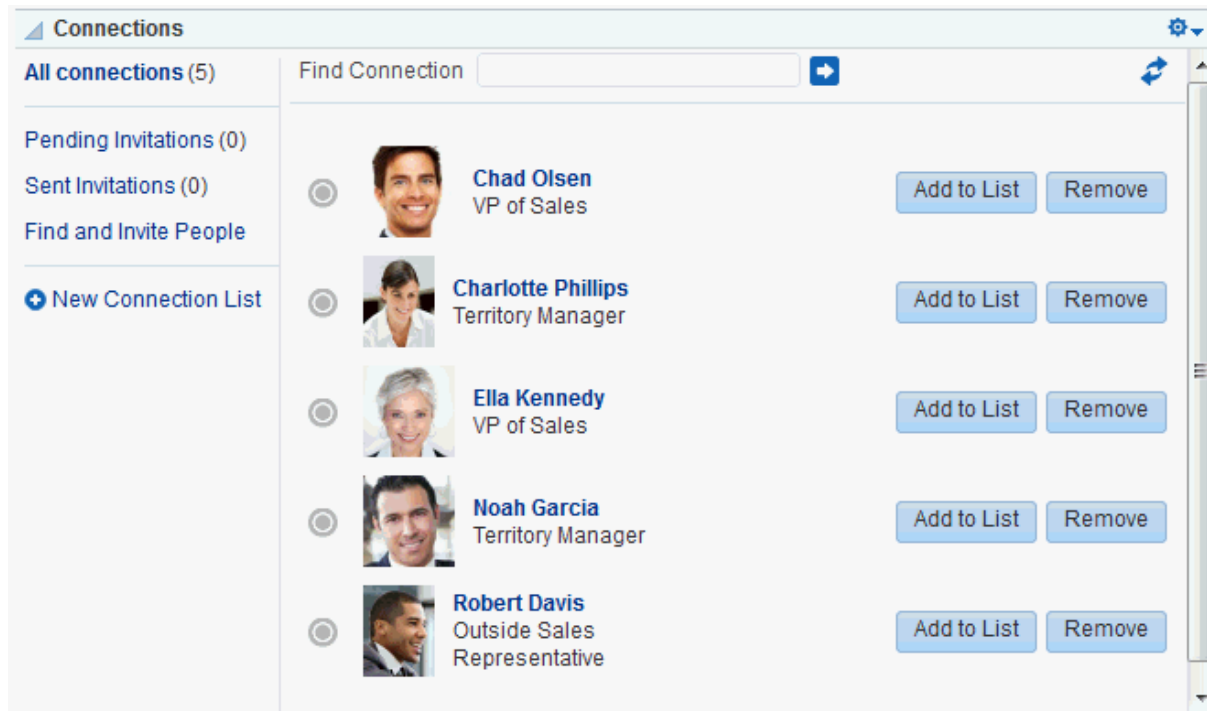 Connections
All connections (5)
Pending Invitations (0)
Sent Invitations (0)
Find and Invite People
New Connection List
Find Connection
Chad Olsen
VP of Sales
Add to List Remove
Charlotte Phillips
Territory Manager
Add to List Remove
Ella Kennedy
VP of Sales
Add to List Remove
Noah Garcia
Territory Manager
Add to List Remove
Robert Davis
Outside Sales
Representative
Add to List Remove